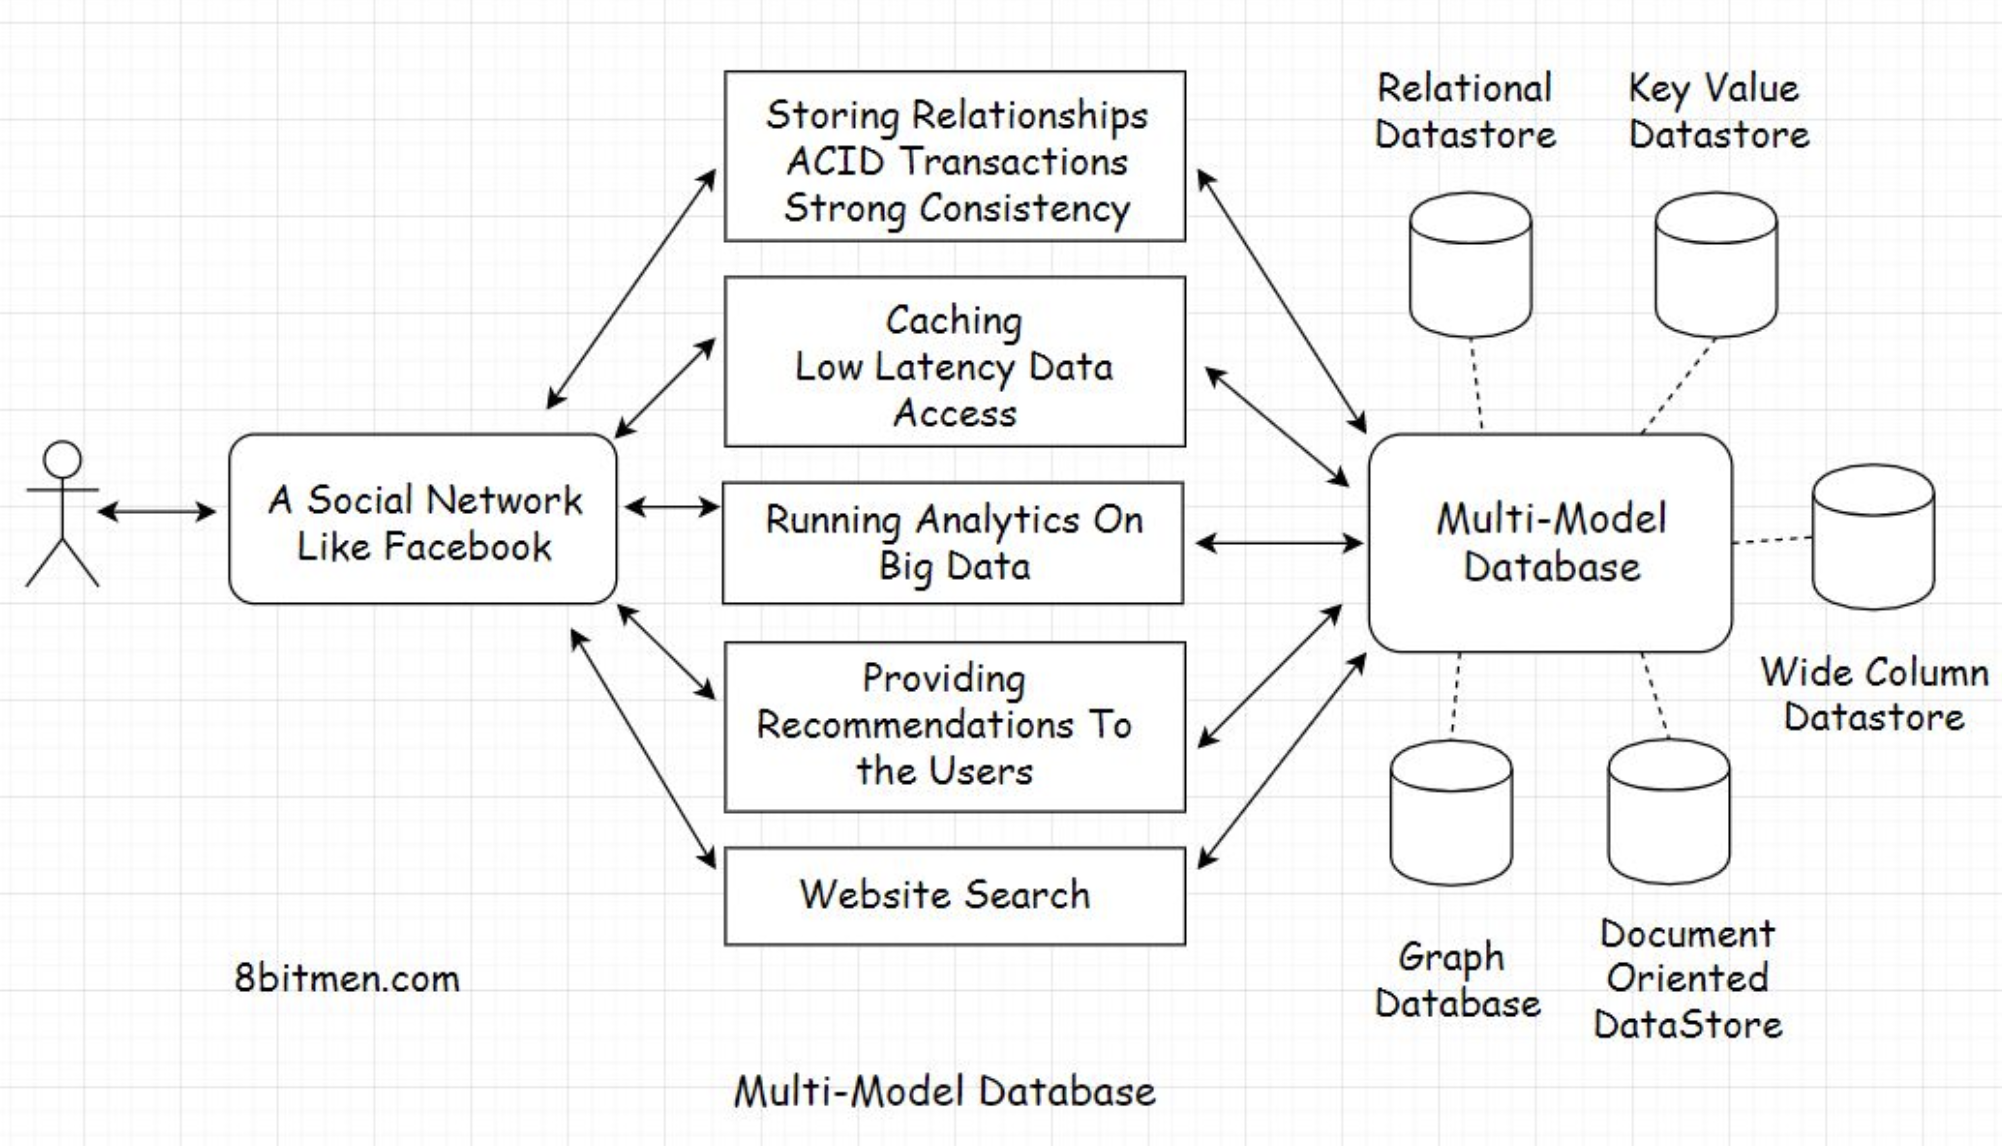 Storing Relationships
ACID Transactions
Strong Consistency
Relational
Datastore
Key Value
Datastore
Caching
Low Latency Data
Access
A Social Network
Like Facebook
Running Analytics On
Big Data
Multi-Model
Database
Providing
Recommendations To
the Users
Wide Column
Datastore
Website Search
Graph
Database
Document
Oriented
DataStore
8bitmen.com
Multi-Model Database